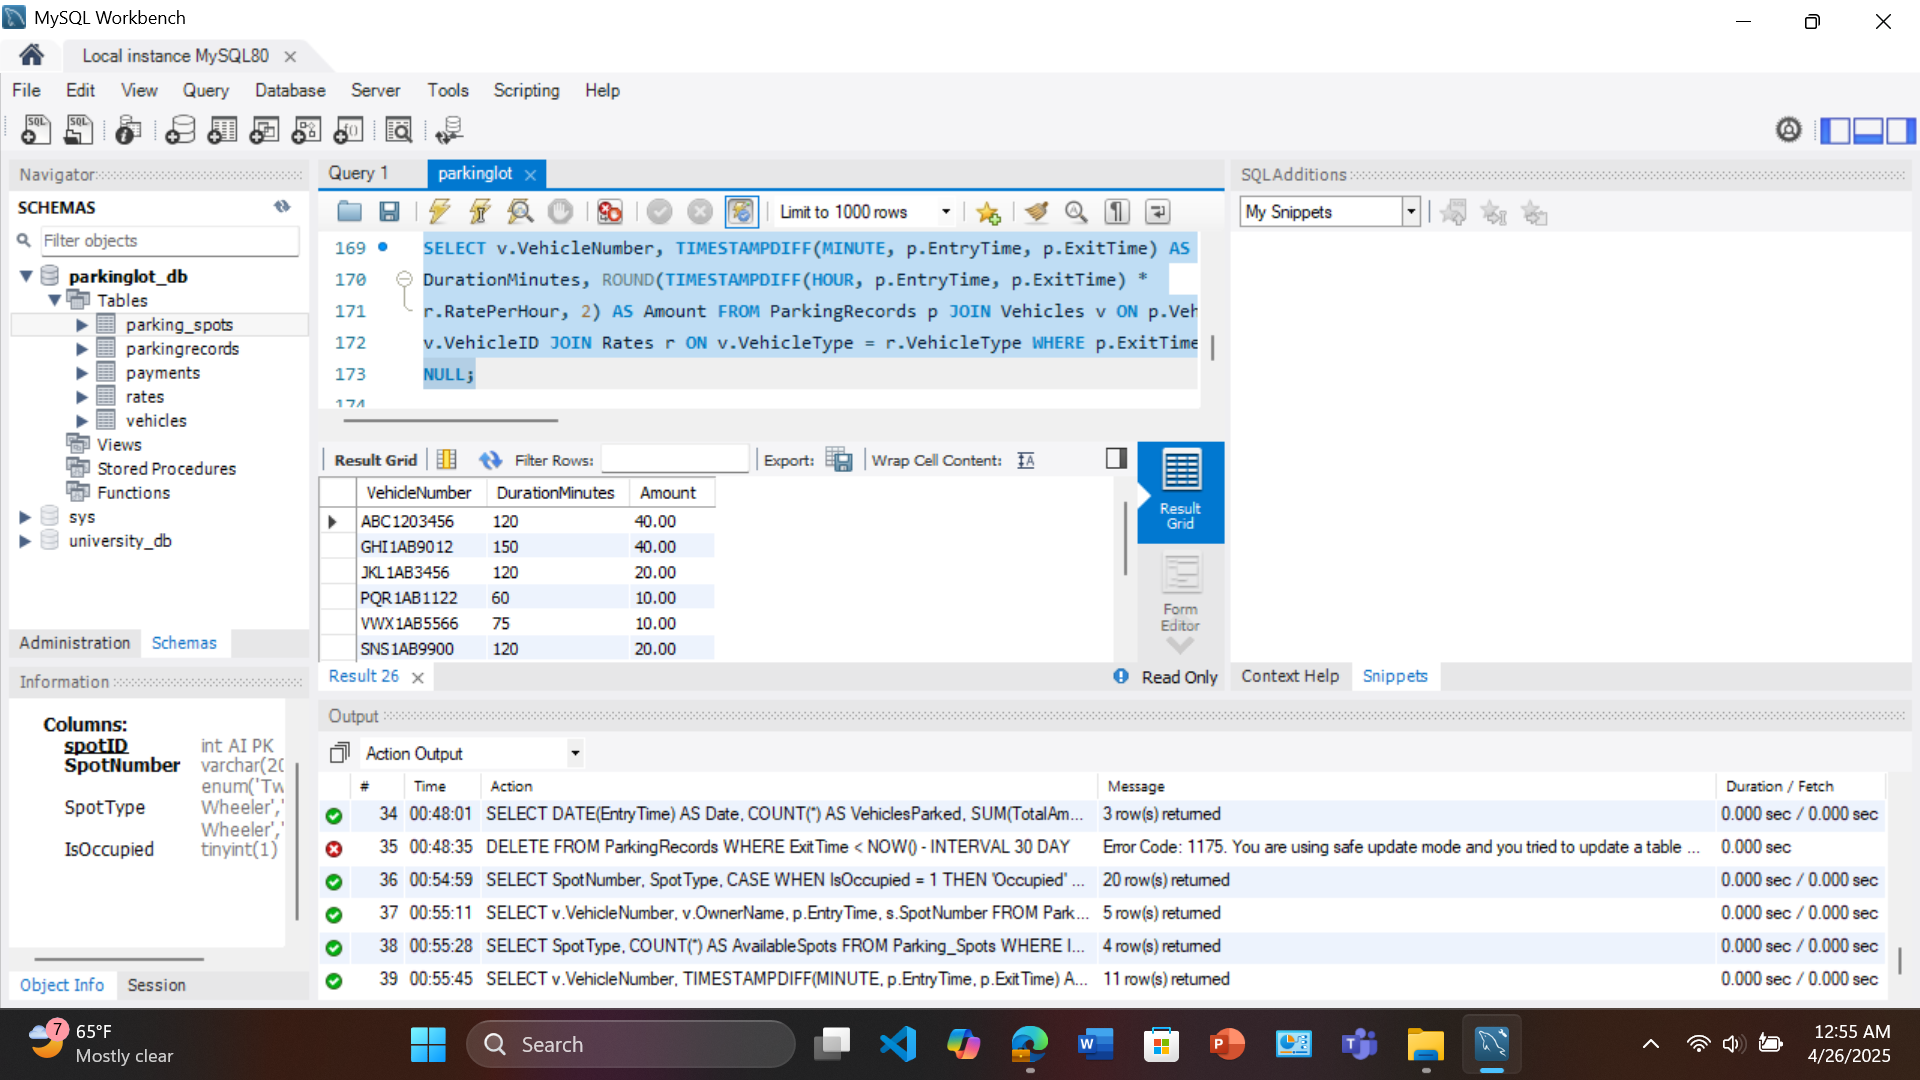 MySQL Workbench
Local instance MySQL80
File Edit View Query Database Server Tools Scripting Help
Navigator
SCHEMAS
Filter objects
parkinglot_db
Tables
parking_spots
parkingrecords
payments
rates
vehicles
Views
Stored Procedures
Functions
sys
university_db
Administration Schemas
Information
Columns:
spotID int AI PK
SpotNumber varchar(20
enum('Tw
SpotType Wheeler','
Wheeler','
IsOccupied tinyint(1)
Object Info Session
Query 1 parkinglot
Limit to 1000 rows
169 SELECT v.VehicleNumber, TIMESTAMPDIFF(MINUTE, p.EntryTime, p.ExitTime) AS
170 DurationMinutes, ROUND(TIMESTAMPDIFF(HOUR, p.EntryTime, p.ExitTime) *
171 r.RatePerHour, 2) AS Amount FROM ParkingRecords p JOIN Vehicles v ON p.Veh
172 v.VehicleID JOIN Rates r ON v.VehicleType = r.VehicleType WHERE p.ExitTime
173 NULL;
174
Result Grid Filter Rows: Export: Wrap Cell Content:
VehicleNumber DurationMinutes Amount
ABC1203456 120 40.00
GHI1AB9012 150 40.00
JKL1AB3456 120 20.00
PQR1AB1122 60 10.00
VWX1AB5566 75 10.00
SNS1AB9900 120 20.00
Result
Grid
Form
Editor
Result 26 Read Only
SQLAdditions
My Snippets
Context Help Snippets
Output
Action Output
# Time Action Message Duration / Fetch
34 00:48:01 SELECT DATE(EntryTime) AS Date, COUNT(*) AS VehiclesParked, SUM(TotalAm... 3 row(s) returned 0.000 sec / 0.000 sec
35 00:48:35 DELETE FROM ParkingRecords WHERE ExitTime < NOW() - INTERVAL 30 DAY Error Code: 1175. You are using safe update mode and you tried to update a table ... 0.000 sec
36 00:54:59 SELECT SpotNumber, SpotType, CASE WHEN IsOccupied = 1 THEN 'Occupied' ... 20 row(s) returned 0.000 sec / 0.000 sec
37 00:55:11 SELECT v.VehicleNumber, v.OwnerName, p.EntryTime, s.SpotNumber FROM Park... 5 row(s) returned 0.000 sec / 0.000 sec
38 00:55:28 SELECT SpotType, COUNT(*) AS AvailableSpots FROM Parking_Spots WHERE I... 4 row(s) returned 0.000 sec / 0.000 sec
39 00:55:45 SELECT v.VehicleNumber, TIMESTAMPDIFF(MINUTE, p.EntryTime, p.ExitTime) A... 11 row(s) returned 0.000 sec / 0.000 sec
7
65°F
Mostly clear
Search
12:55 AM
4/26/2025